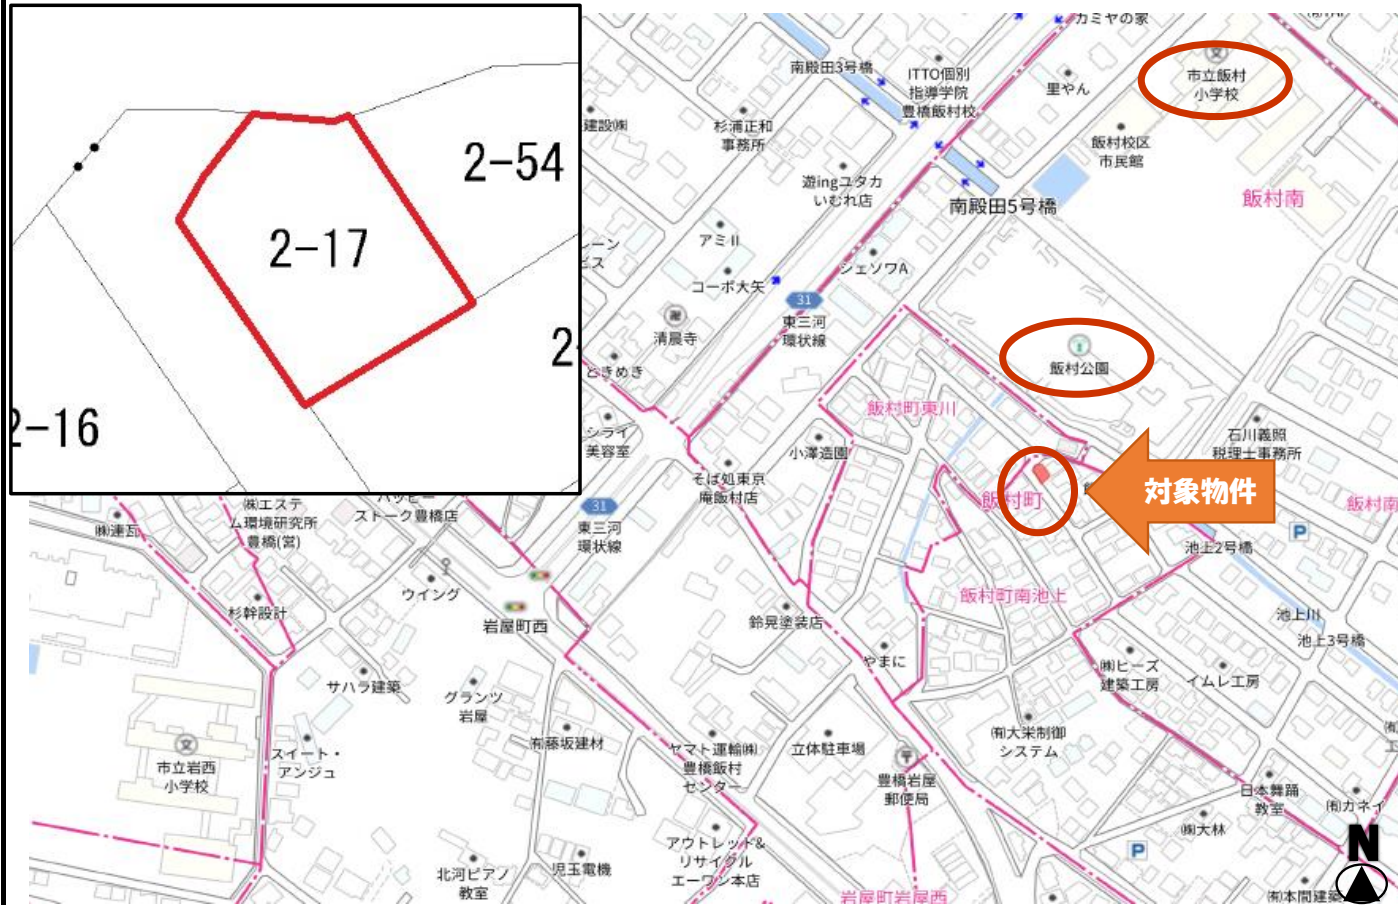 2-54
2-17
2-16
カミヤの家
南殿田3号橋
ITTO個別
指導学院
豊橋飯村校
里やん
市立飯村
小学校
建設㈱
杉浦正和
事務所
飯村校区
市民館
遊ingユタカ
いむれ店
南殿田5号橋
飯村南
アミⅡ
コーポ大矢
シェソワA
31
東三河
環状線
清晨寺
ときめき
飯村公園
飯村町東川
シライ
美容室
小澤造園
石川義照
税理士事務所
そば処東京
庵飯村店
飯村町
対象物件
飯村南
㈱連瓦
㈲エステ
ム環境研究所
豊橋(営)
ハッピー
ストーク豊橋店
31
東三河
環状線
P
池上2号橋
ウイング
杉幹設計
岩屋町西
鈴晃塗装店
飯村町南池上
池上川
池上3号橋
やまに
㈱ヒーズ
建築工房
イムレ工房
サハラ建築
グランツ
岩屋
㈲藤坂建材
ヤマト運輸㈱
豊橋飯村
センター
立体駐車場
㈲大栄制御
システム
豊橋岩屋
郵便局
市立岩西
小学校
スイート・
アンジュ
日本舞踊
教室
㈲カネイ
㈱大林
P
アウトレット&
リサイクル
エーワン本店
北河ピアノ
教室
児玉電機
岩屋町岩屋西
N
㈲本間建築